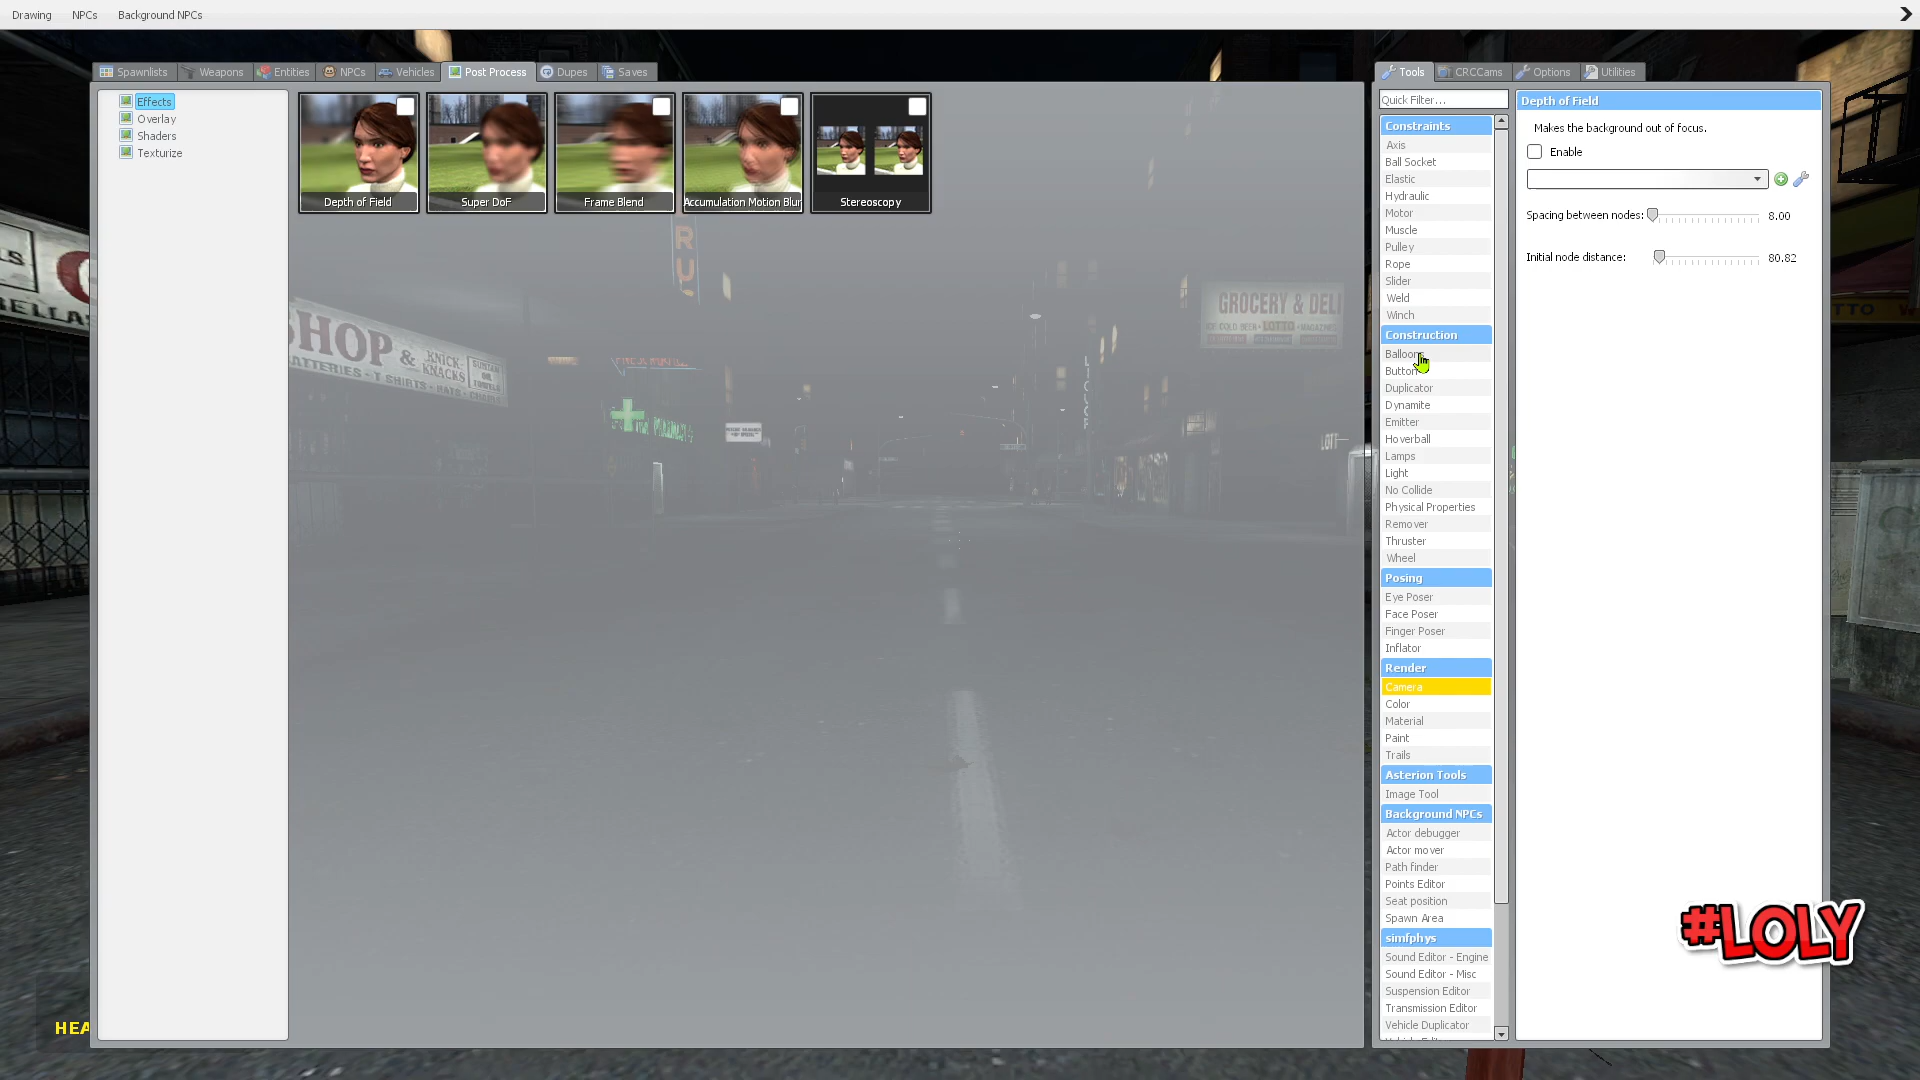 Drawing NPCs Background NPCs
Spawnlists Weapons Entities NPCs Vehicles Post Process Dupes Saves
Effects
Overlay
Shaders
Texturize
Depth of Field Super DoF Frame Blend Accumulation Motion Blur Stereoscopy
SHOP & KNICK-
KNACKS
ATTERIES - T SHIRTS - HATS -
GROCERY & DELI
LOTTO
Tools CRCCams Options Utilities
Quick Filter...
Constraints
Axis
Ball Socket
Elastic
Hydraulic
Motor
Muscle
Pulley
Rope
Slider
Weld
Winch
Construction
Balloons
Button
Duplicator
Dynamite
Emitter
Hoverball
Lamps
Light
No Collide
Physical Properties
Remover
Thruster
Wheel
Posing
Eye Poser
Face Poser
Finger Poser
Inflator
Render
Camera
Color
Material
Paint
Trails
Asterion Tools
Image Tool
Background NPCs
Actor debugger
Actor mover
Path finder
Points Editor
Seat position
Spawn Area
simfphys
Sound Editor - Engine
Sound Editor - Misc
Suspension Editor
Transmission Editor
Vehicle Duplicator
Depth of Field
Makes the background out of focus.
Enable
Spacing between nodes: 8.00
Initial node distance: 80.82
#LOLY
HEA